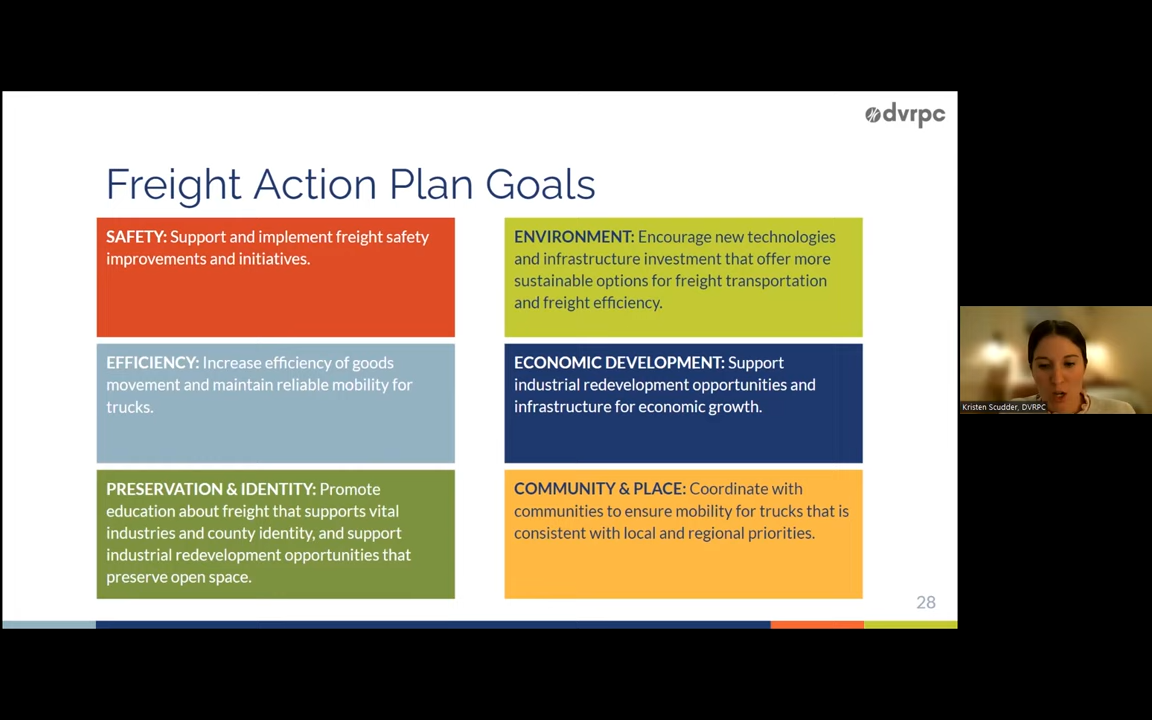 dvrpc
Freight Action Plan Goals
SAFETY: Support and implement freight safety
improvements and initiatives.
ENVIRONMENT: Encourage new technologies
and infrastructure investment that offer more
sustainable options for freight transportation
and freight efficiency.
EFFICIENCY: Increase efficiency of goods
movement and maintain reliable mobility for
trucks.
ECONOMIC DEVELOPMENT: Support
industrial redevelopment opportunities and
infrastructure for economic growth.
PRESERVATION & IDENTITY: Promote
education about freight that supports vital
industries and county identity, and support
industrial redevelopment opportunities that
preserve open space.
COMMUNITY & PLACE: Coordinate with
communities to ensure mobility for trucks that is
consistent with local and regional priorities.
28
Kristen Scudder, DVRPC